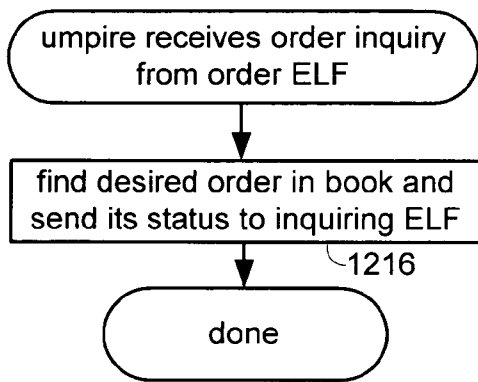 umpire receives order inquiry
from order ELF
find desired order in book and
send its status to inquiring ELF
1216
done